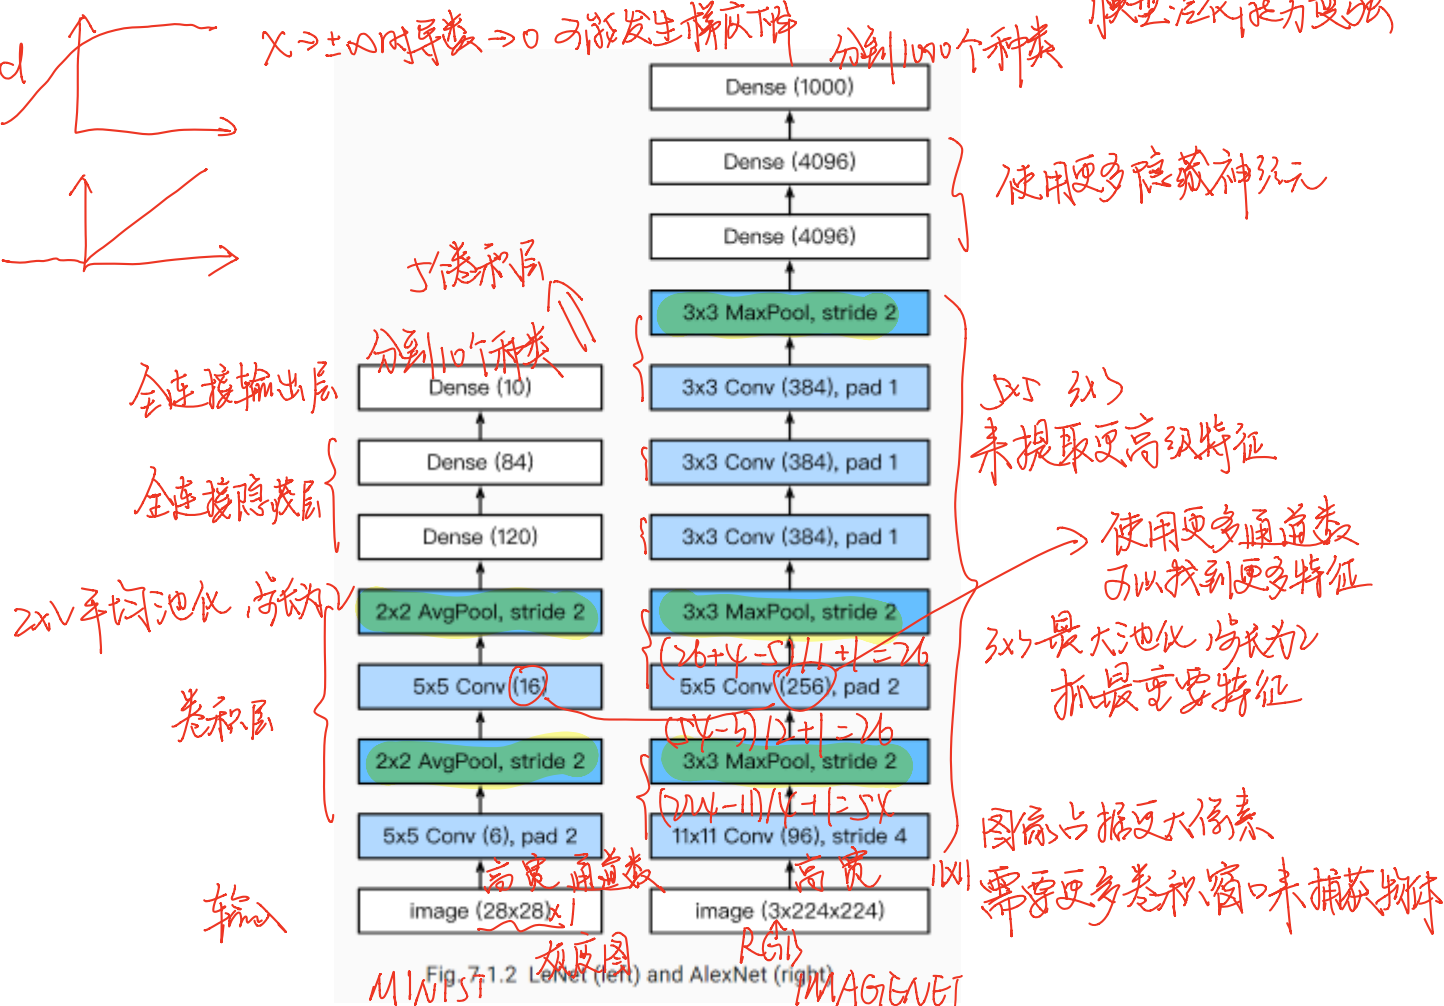 模型泛化能力变强
α
x→±∞时导数→0 可能发生梯度下降
分到1000个种类
Dense (1000)
Dense (4096)
使用更多隐藏神经元
Dense (4096)
5个卷积层
3x3 MaxPool, stride 2
分到10个种类
全连接输出层
Dense (10)
3x3 Conv (384), pad 1
5x5 3x3
来提取更高级特征
全连接隐藏层
Dense (84)
3x3 Conv (384), pad 1
Dense (120)
3x3 Conv (384), pad 1
使用更多通道数
可以找到更多特征
2x2平均池化,步长为2
2x2 AvgPool, stride 2
3x3 MaxPool, stride 2
3x3最大池化,步长为2
抓最重要特征
(26+4-5)/1+1=26
卷积层
5x5 Conv (16)
5x5 Conv (256), pad 2
(54-3)/2+1=26
2x2 AvgPool, stride 2
3x3 MaxPool, stride 2
(224-11)/4+1=54
5x5 Conv (6), pad 2
11x11 Conv (96), stride 4
图像占据更大像素
11x11
需要更多卷积窗口来捕获物体
高宽 通道数
高 宽
输入
image (28x28)x1
image (3x224x224)
灰度图
RGB
Fig. 7.1.2 LeNet (left) and AlexNet (right)
MINIST
IMAGENET